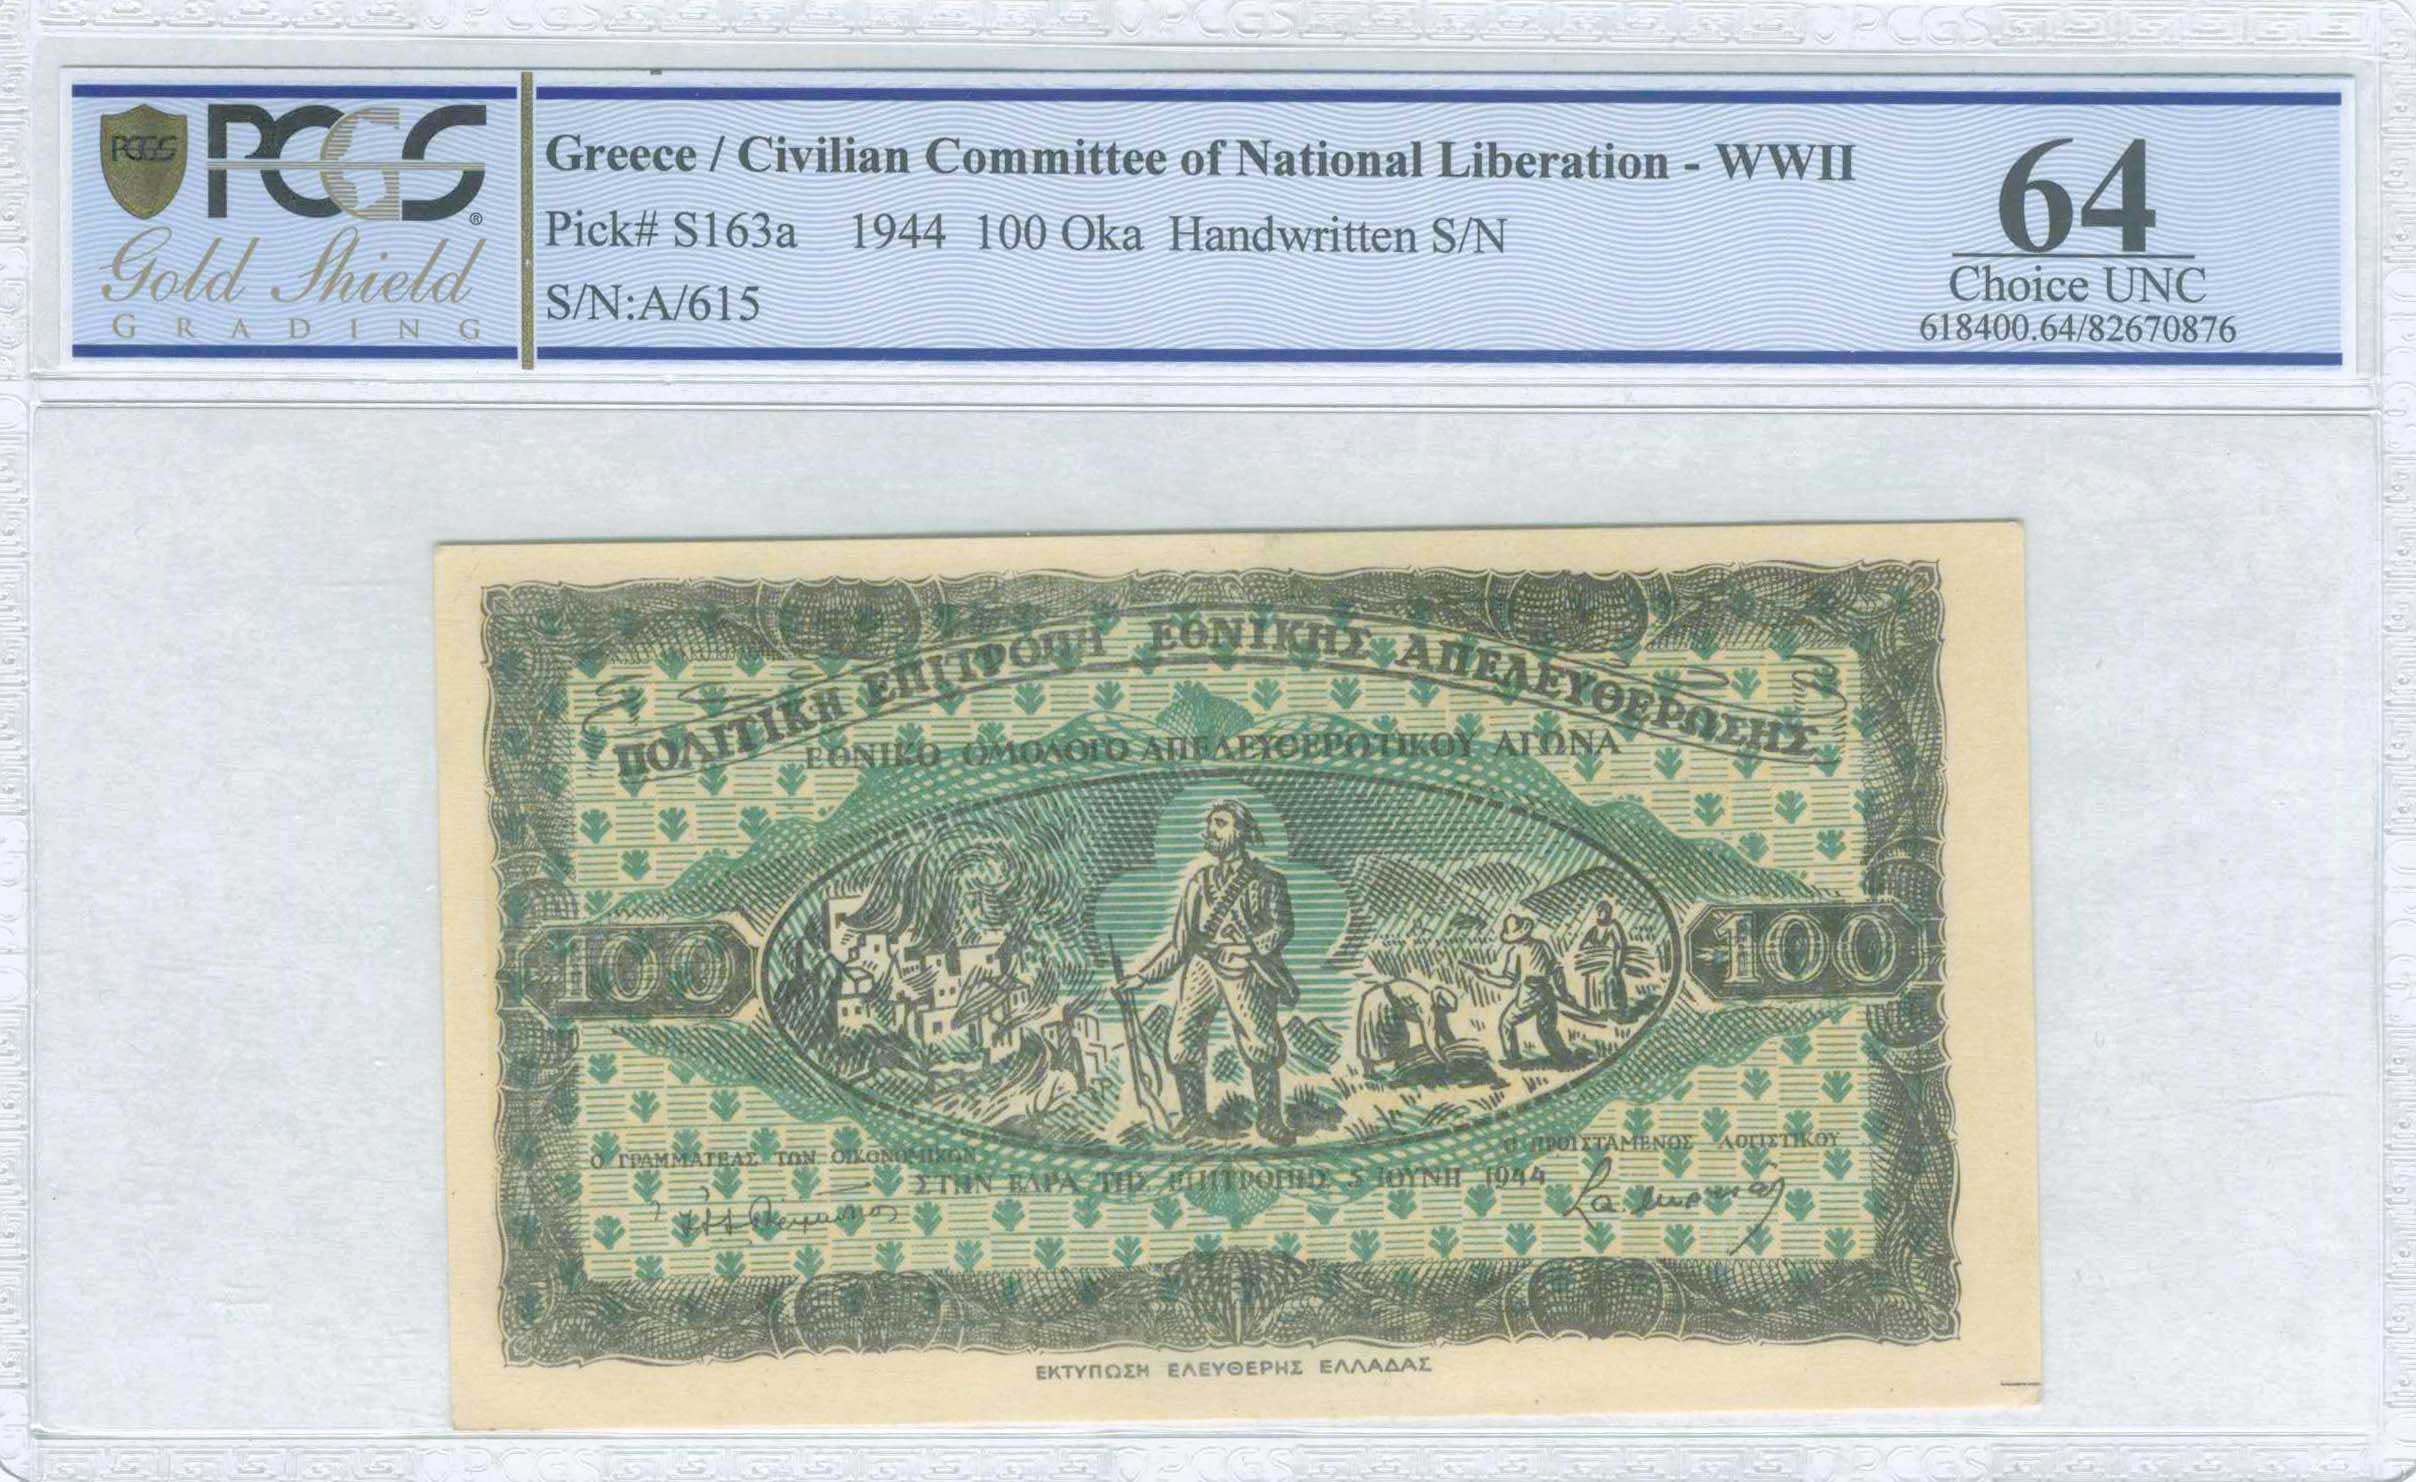 PCGS
PCGS®
Gold Shield
GRADING
Greece / Civilian Committee of National Liberation - WWII
Pick# S163a 1944 100 Oka Handwritten S/N
S/N:A/615
64
Choice UNC
618400.64/82670876
ΠΟΛΙΤΙΚΗ ΕΠΙΤΡΟΠΗ ΕΘΝΙΚΗΣ ΑΠΕΛΕΥΘΕΡΩΣΗΣ
ΕΘΝΙΚΟ ΟΜΟΛΟΓΟ ΑΠΕΛΕΥΘΕΡΩΤΙΚΟΥ ΑΓΩΝΑ
100
100
Ο ΓΡΑΜΜΑΤΕΑΣ ΤΩΝ ΟΙΚΟΝΟΜΙΚΩΝ
Ο ΠΡΟΪΣΤΑΜΕΝΟΣ ΛΟΓΙΣΤΙΚΟΥ
ΣΤΗΝ ΕΔΡΑ ΤΗΣ ΕΠΙΤΡΟΠΗΣ 5 ΙΟΥΝΗ 1944
ΕΚΤΥΠΩΣΗ ΕΛΕΥΘΕΡΗΣ ΕΛΛΑΔΑΣ